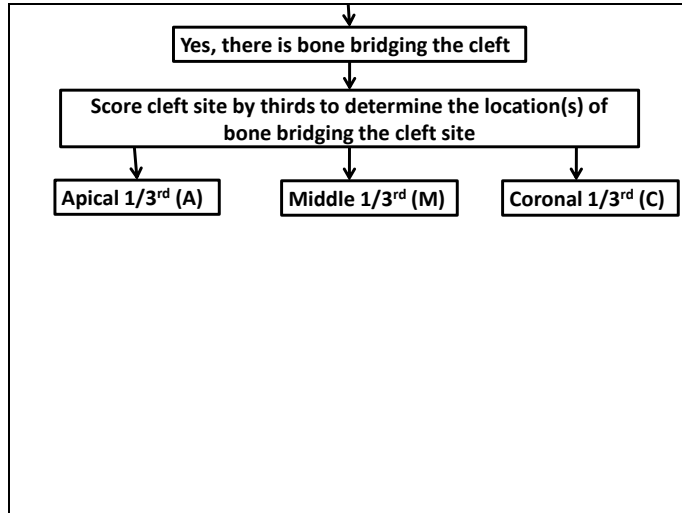 Yes, there is bone bridging the cleft
Score cleft site by thirds to determine the location(s) of
bone bridging the cleft site
Apical 1/3rd (A)
Middle 1/3rd (M)
Coronal 1/3rd (C)